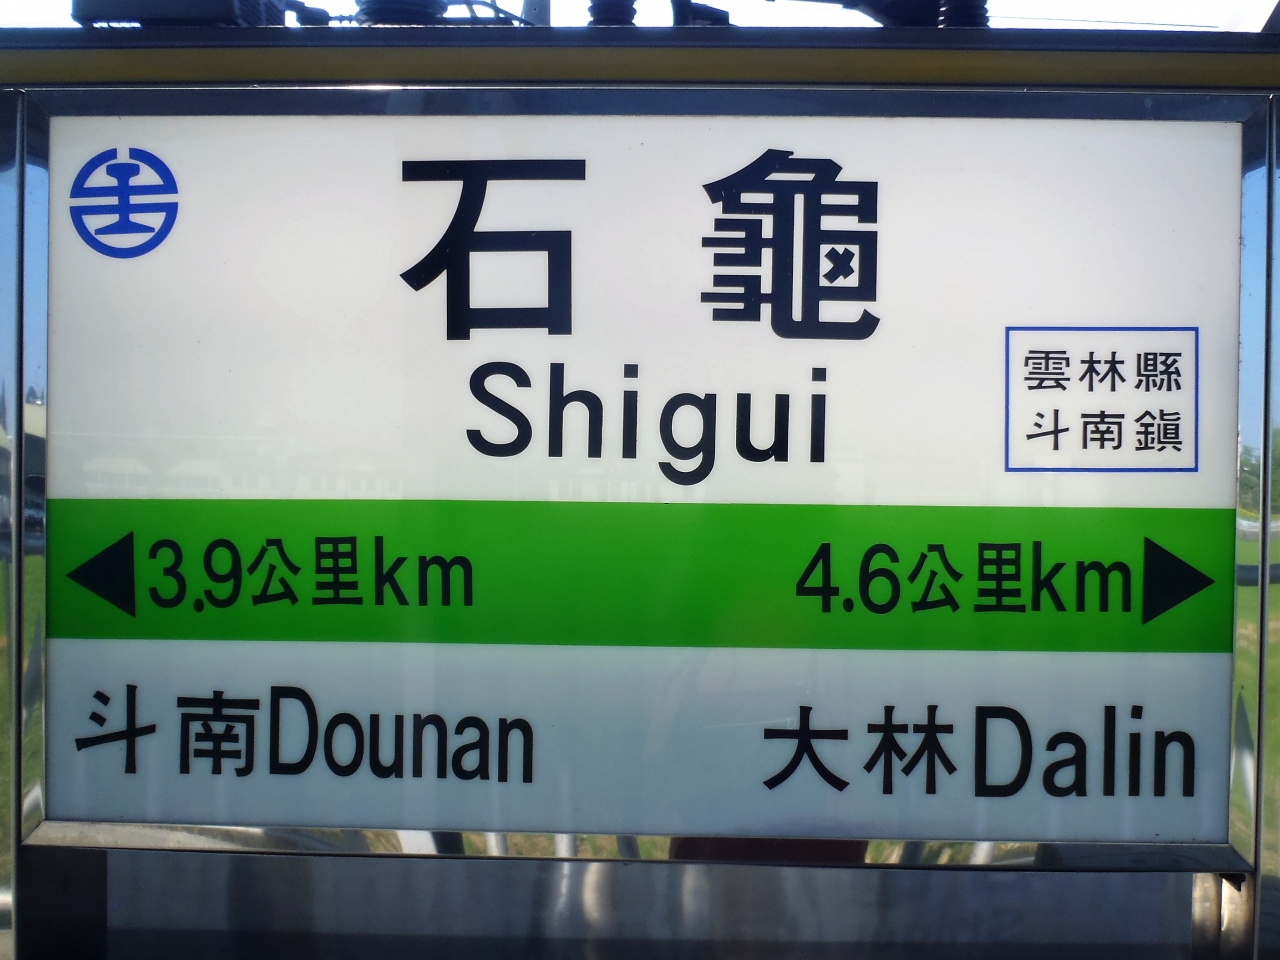 石龜
Shigui
雲林縣
斗南鎮
3.9公里km
4.6公里km
斗南Dounan
大林Dalin